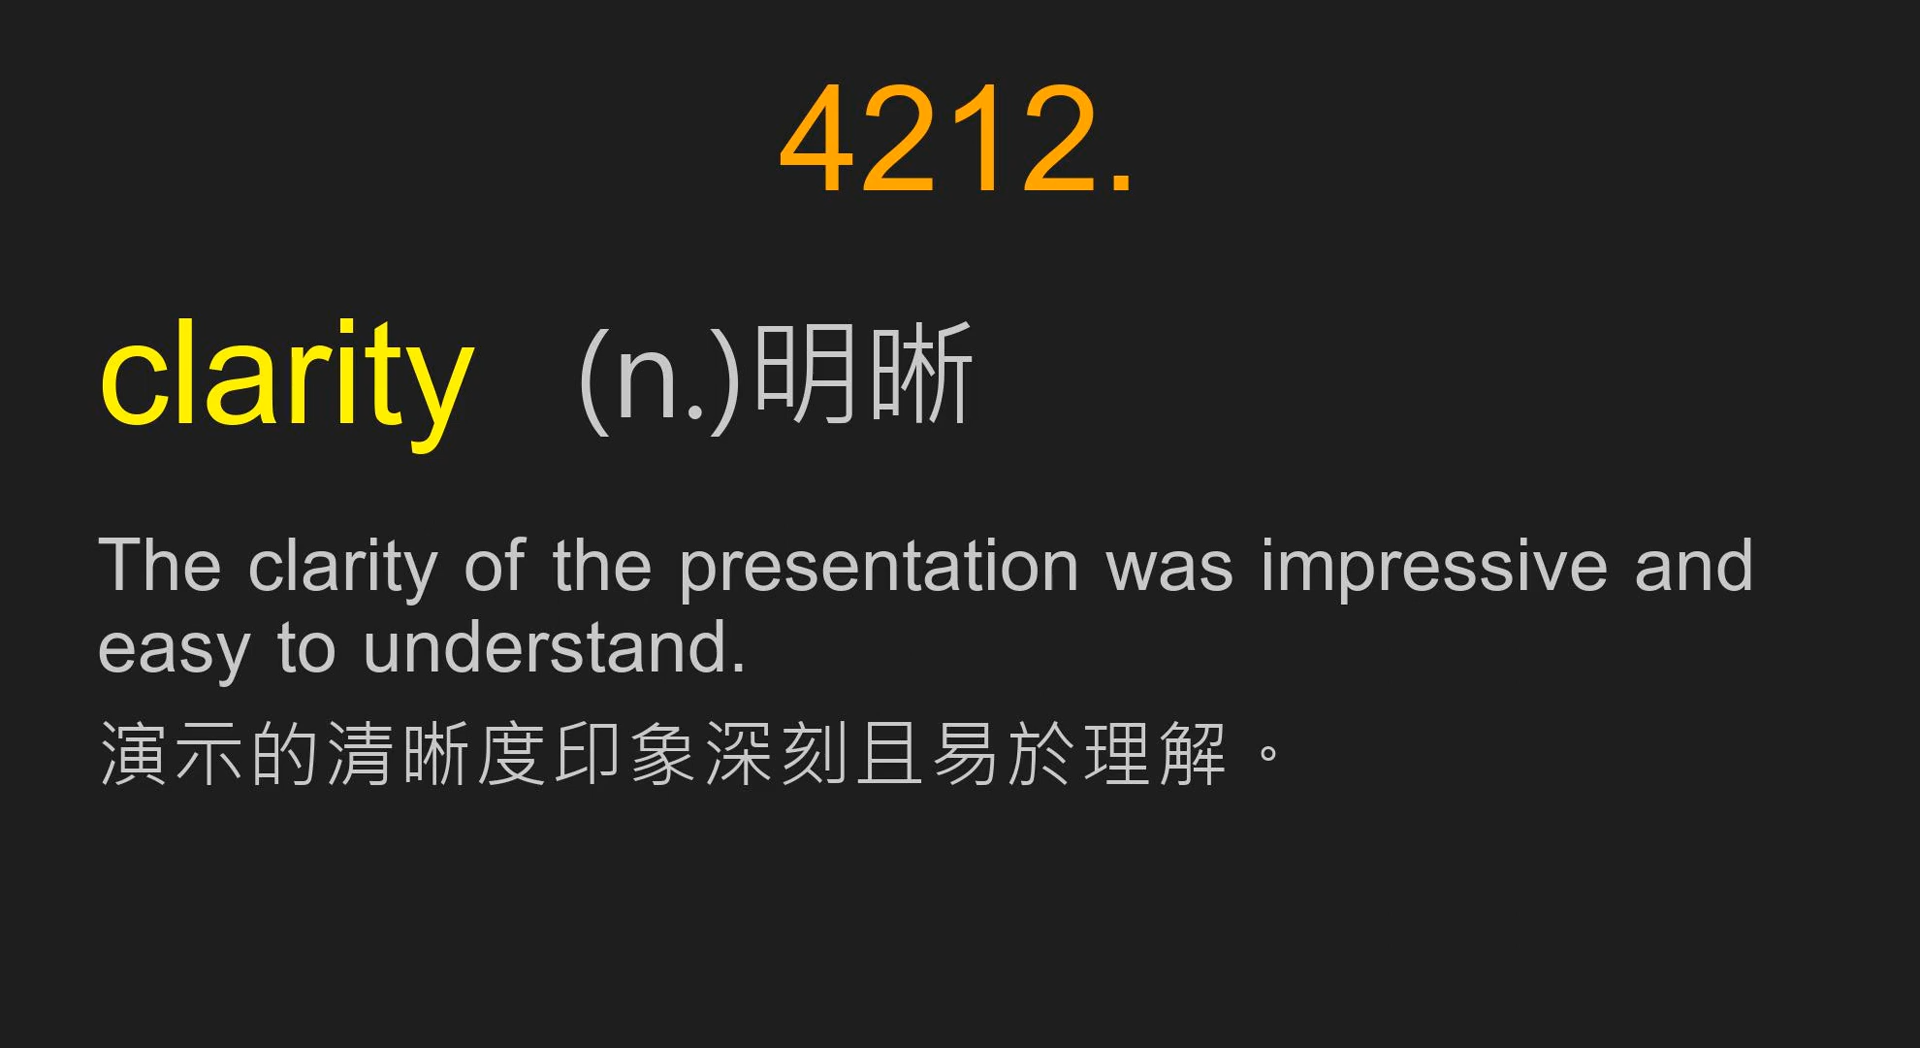 4212.
clarity (n.)明晰
The clarity of the presentation was impressive and
easy to understand.
演示的清晰度印象深刻且易於理解。